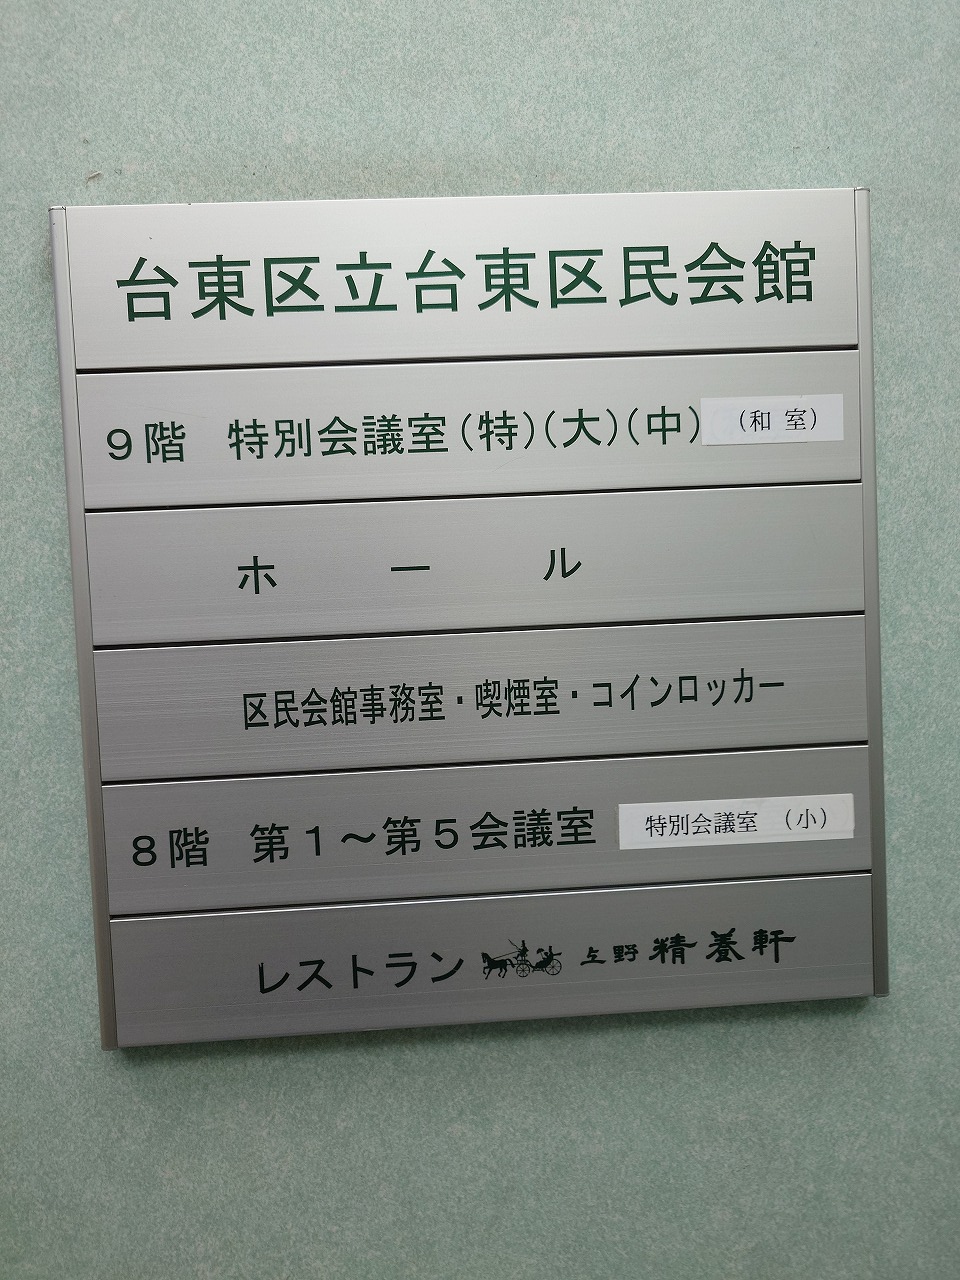 台東区立台東区民会館
9階 特別会議室(特)(大)(中) (和 室)
ホール
区民会館事務室・喫煙室・コインロッカー
8階 第1～第5会議室 特別会議室 (小)
レストラン 上野 精養軒